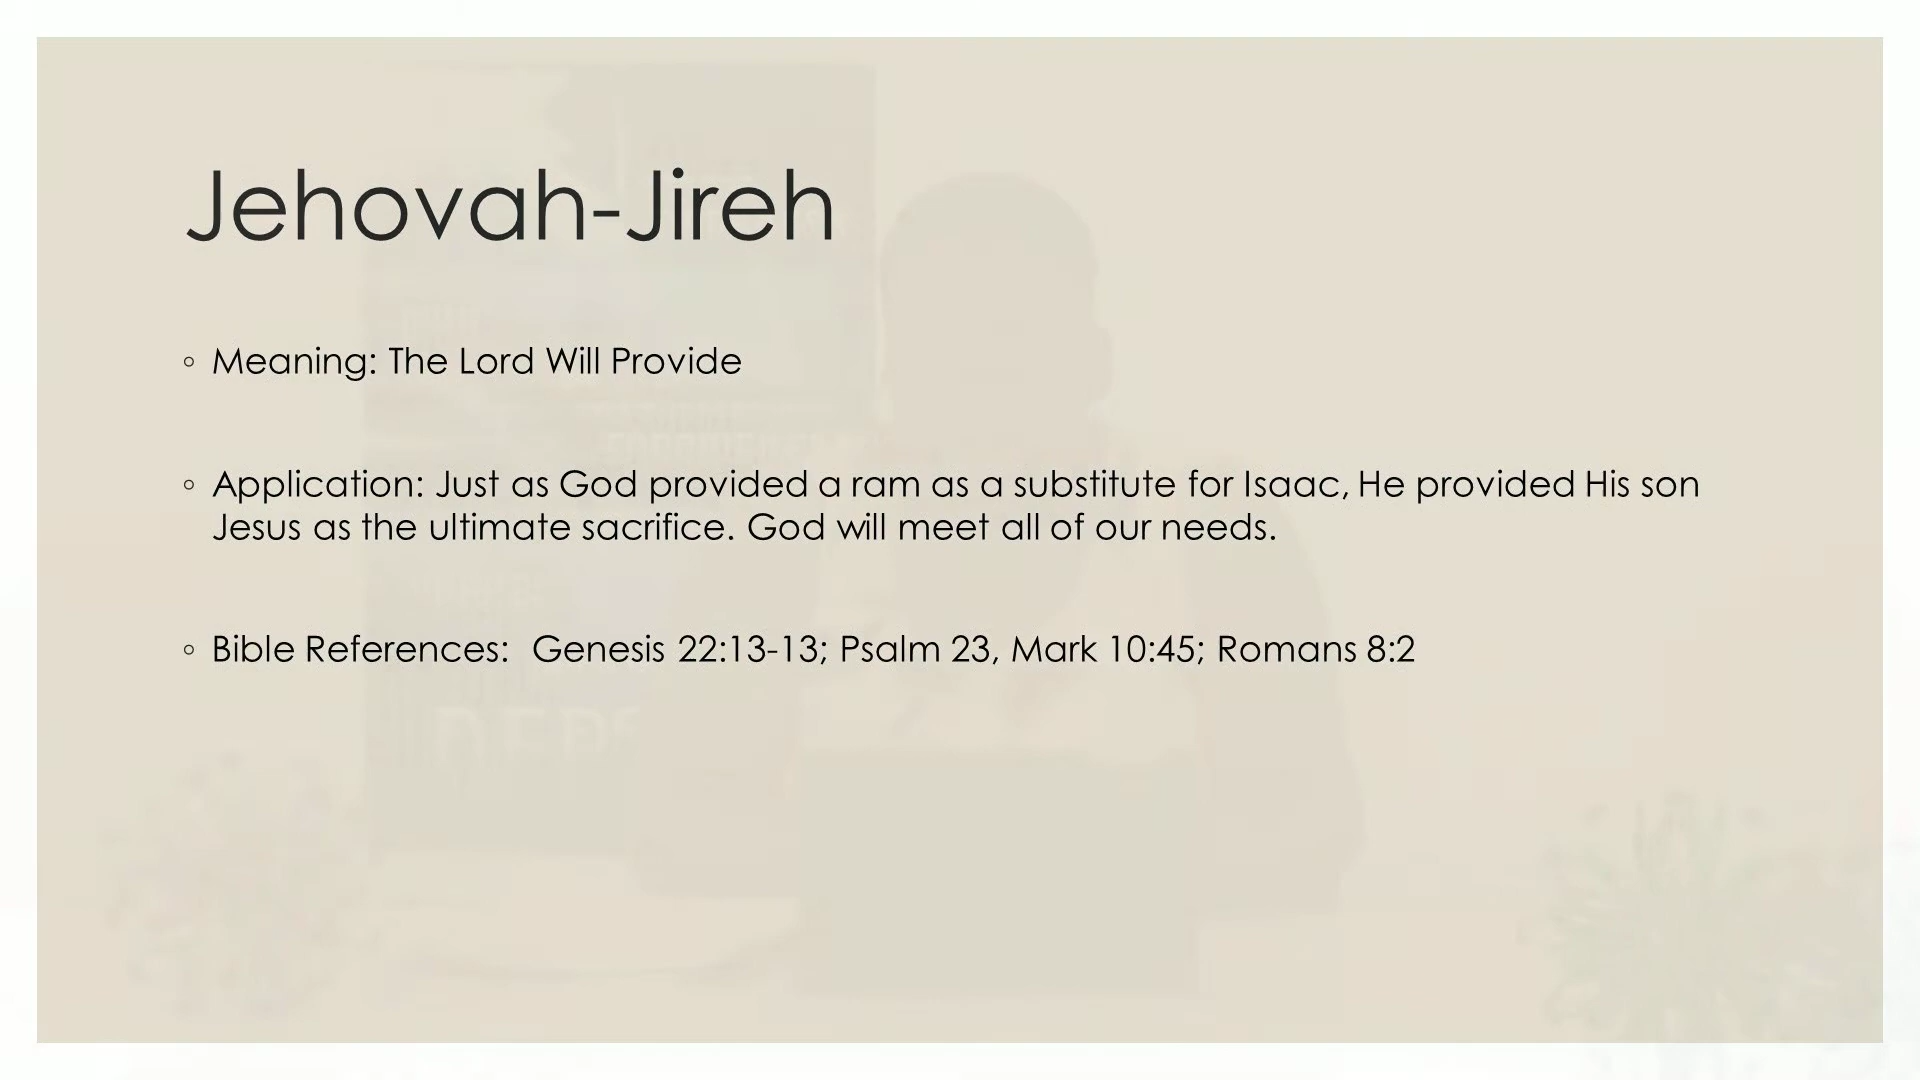 Jehovah-Jireh
◦ Meaning: The Lord Will Provide
◦ Application: Just as God provided a ram as a substitute for Isaac, He provided His son
Jesus as the ultimate sacrifice. God will meet all of our needs.
◦ Bible References:  Genesis 22:13-13; Psalm 23, Mark 10:45; Romans 8:2